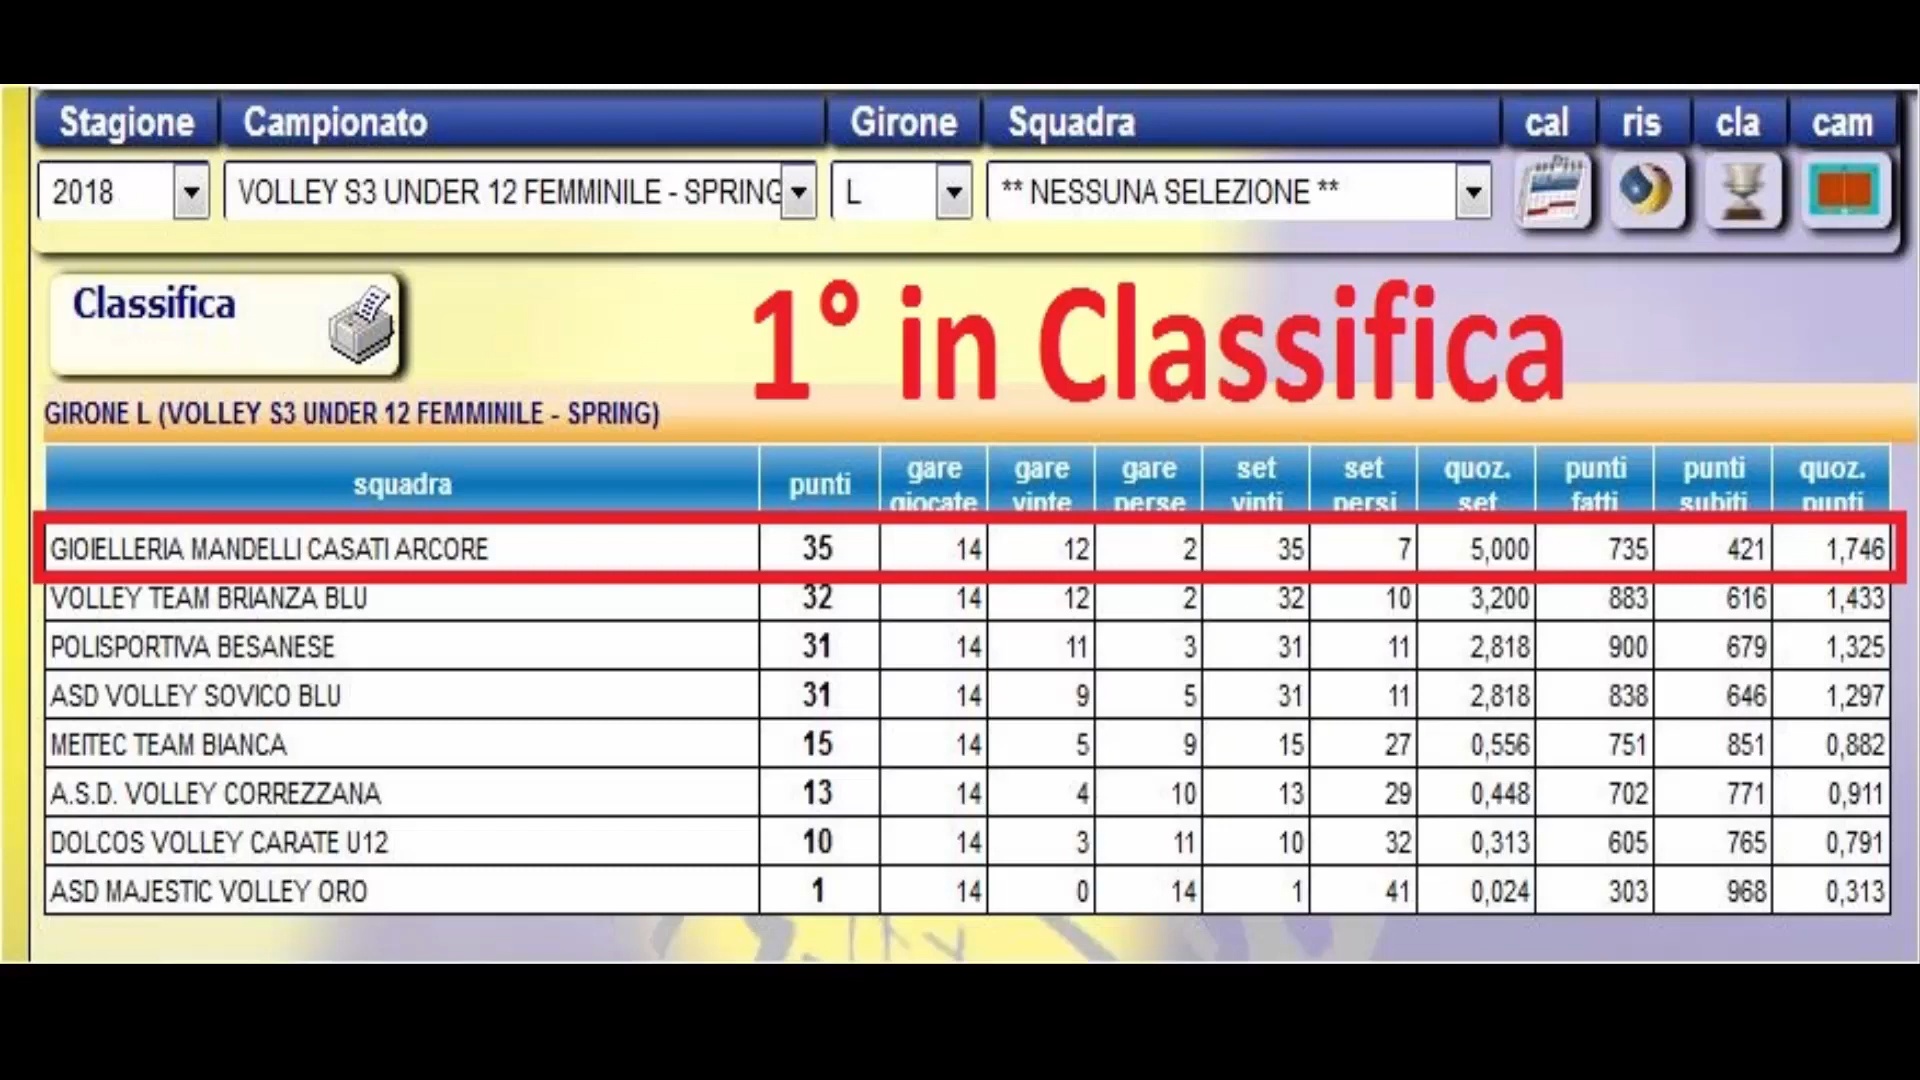 Stagione Campionato Girone Squadra cal ris cla cam
2018 VOLLEY S3 UNDER 12 FEMMINILE - SPRING L ** NESSUNA SELEZIONE **
Classifica
1° in Classifica
GIRONE L (VOLLEY S3 UNDER 12 FEMMINILE - SPRING)
squadra punti gare giocate gare vinte gare perse set vinti set persi quoz. set punti fatti punti subiti quoz. punti
GIOIELLERIA MANDELLI CASATI ARCORE 35 14 12 2 35 7 5,000 735 421 1,746
VOLLEY TEAM BRIANZA BLU 32 14 12 2 32 10 3,200 883 616 1,433
POLISPORTIVA BESANESE 31 14 11 3 31 11 2,818 900 679 1,325
ASD VOLLEY SOVICO BLU 31 14 9 5 31 11 2,818 838 646 1,297
MEITEC TEAM BIANCA 15 14 5 9 15 27 0,556 751 851 0,882
A.S.D. VOLLEY CORREZZANA 13 14 4 10 13 29 0,448 702 771 0,911
DOLCOS VOLLEY CARATE U12 10 14 3 11 10 32 0,313 605 765 0,791
ASD MAJESTIC VOLLEY ORO 1 14 0 14 1 41 0,024 303 968 0,313